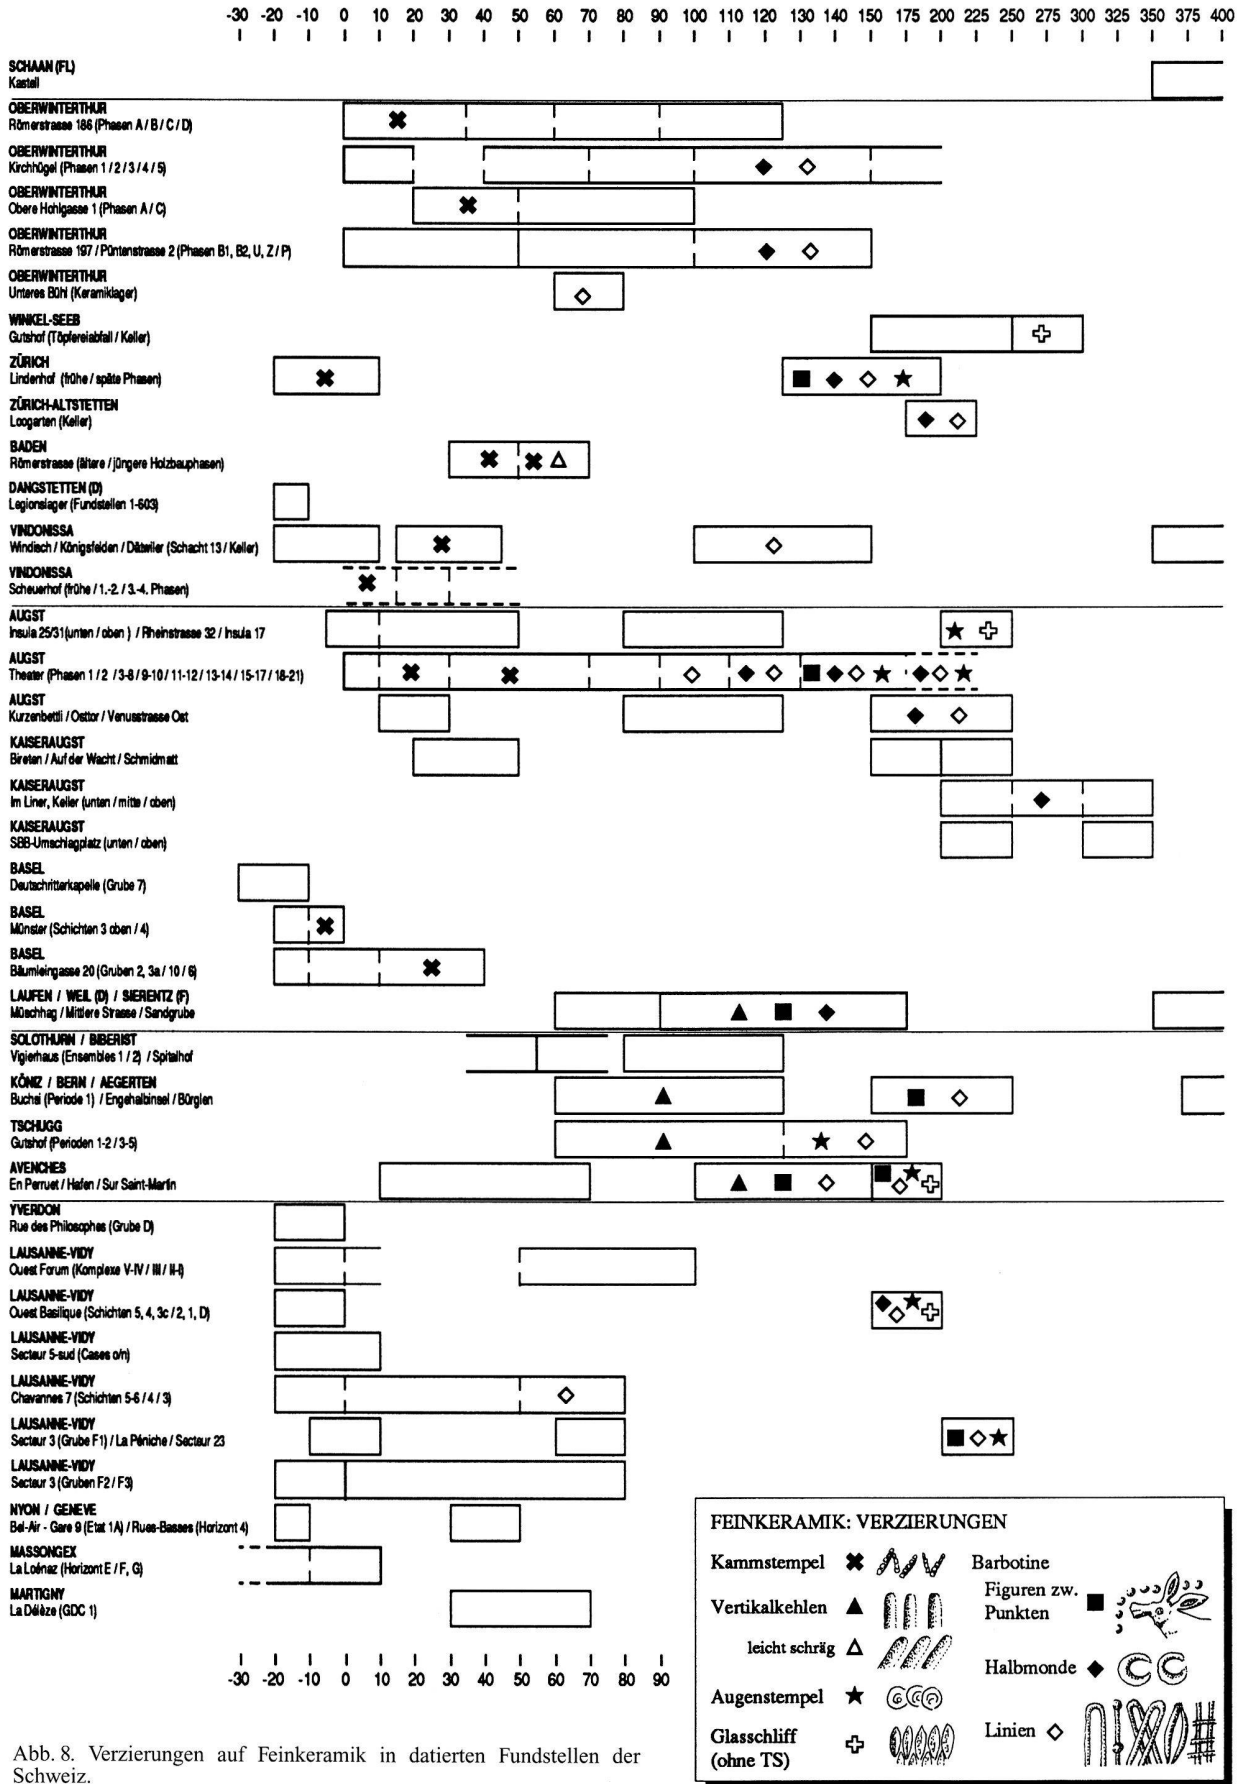 -30 -20 -10 0 10 20 30 40 50 60 70 80 90 100 110 120 130 140 150 175 200 225 250 275 300 325 350 375 400
SCHAAN (FL)
Kastell
OBERWINTERTHUR
Römerstrasse 186 (Phasen A / B / C / D)
OBERWINTERTHUR
Kirchhügel (Phasen 1 / 2 / 3 / 4 / 5)
OBERWINTERTHUR
Obere Hohlgasse 1 (Phasen A / C)
OBERWINTERTHUR
Römerstrasse 197 / Püntenstrasse 2 (Phasen B1, B2, U, Z / P)
OBERWINTERTHUR
Unteres Bühl (Keramiklager)
WINKEL-SEEB
Gutshof (Töpfereiabfall / Keller)
ZÜRICH
Lindenhof (frühe / späte Phasen)
ZÜRICH-ALTSTETTEN
Loogarten (Keller)
BADEN
Römerstrasse (ältere / jüngere Holzbauphasen)
DANGSTETTEN (D)
Legionslager (Fundstellen 1-603)
VINDONISSA
Windisch / Königsfelden / Dätwiler (Schacht 13 / Keller)
VINDONISSA
Scheuerhof (frühe / 1.-2. / 3.-4. Phasen)
AUGST
Insula 25/31(unten / oben ) / Rheinstrasse 32 / Insula 17
AUGST
Theater (Phasen 1 / 2 / 3-8 / 9-10 / 11-12 / 13-14 / 15-17 / 18-21)
AUGST
Kurzenbettli / Osttor / Venusstrasse Ost
KAISERAUGST
Bireten / Auf der Wacht / Schmidmatt
KAISERAUGST
Im Liner, Keller (unten / mitte / oben)
KAISERAUGST
SBB-Umschlagplatz (unten / oben)
BASEL
Deutschritterkapelle (Grube 7)
BASEL
Münster (Schichten 3 oben / 4)
BASEL
Bäumleingasse 20 (Gruben 2, 3a / 10 / 6)
LAUFEN / WEIL (D) / SIERENTZ (F)
Müschhag / Mittlere Strasse / Sandgrube
SOLOTHURN / BIBERIST
Vigierhaus (Ensembles 1 / 2) / Spitalhof
KÖNIZ / BERN / AEGERTEN
Buchsi (Periode 1) / Engehalbinsel / Bürglen
TSCHUGG
Gutshof (Perioden 1-2 / 3-5)
AVENCHES
En Perruet / Hafen / Sur Saint-Martin
YVERDON
Rue des Philosophes (Grube D)
LAUSANNE-VIDY
Ouest Forum (Komplexe V-IV / III / II-I)
LAUSANNE-VIDY
Ouest Basilique (Schichten 5, 4, 3c / 2, 1, D)
LAUSANNE-VIDY
Secteur 5-sud (Cases o/n)
LAUSANNE-VIDY
Chavannes 7 (Schichten 5-6 / 4 / 3)
LAUSANNE-VIDY
Secteur 3 (Grube F1) / La Péniche / Secteur 23
LAUSANNE-VIDY
Secteur 3 (Gruben F2 / F3)
NYON / GENEVE
Bel-Air - Gare 9 (Etat 1A) / Rues-Basses (Horizont 4)
MASSONGEX
La Loénaz (Horizont E / F, G)
MARTIGNY
La Délèze (GDC 1)
-30 -20 -10 0 10 20 30 40 50 60 70 80 90
FEINKERAMIK: VERZIERUNGEN
Kammstempel
Vertikalkehlen
leicht schräg
Augenstempel
Glasschliff
(ohne TS)
Barbotine
Figuren zw.
Punkten
Halbmonde
Linien
Abb. 8. Verzierungen auf Feinkeramik in datierten Fundstellen der
Schweiz.